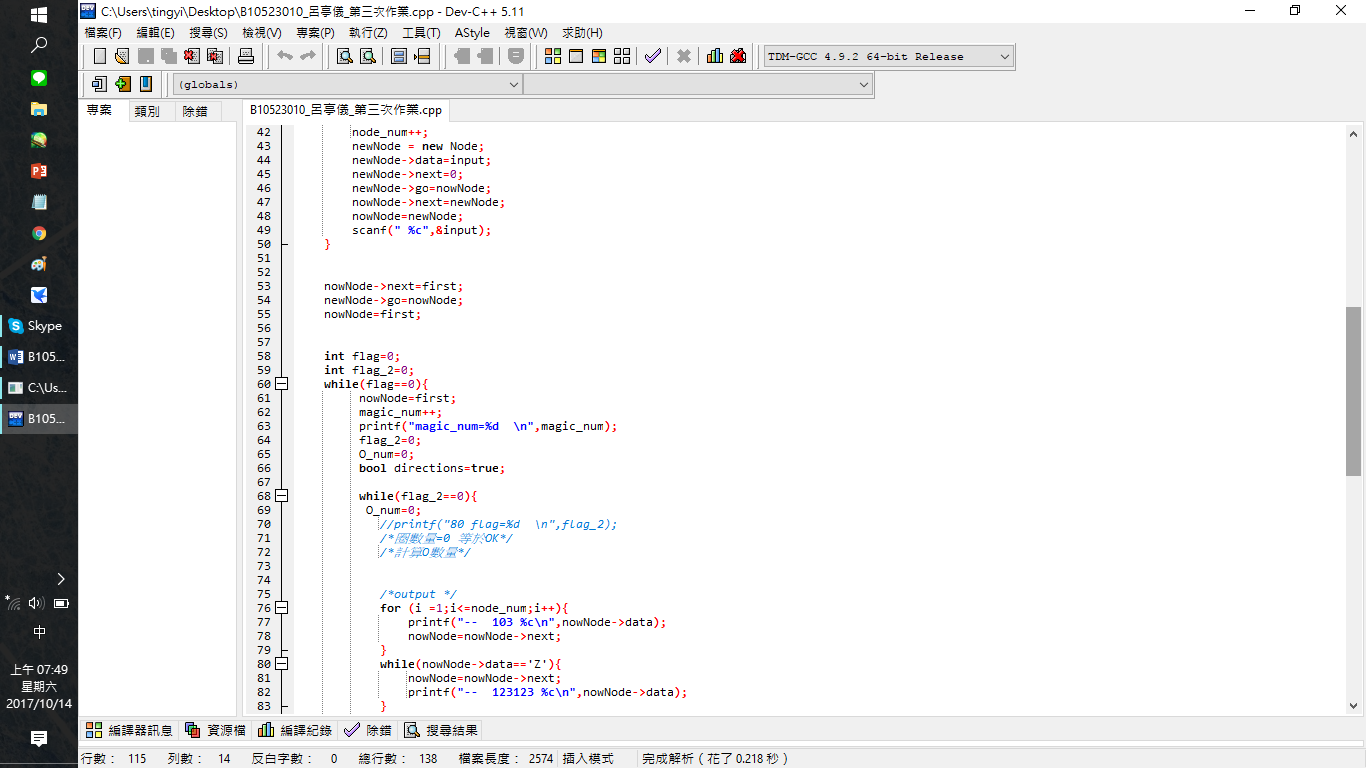 C:\Users\tingyi\Desktop\B10523010_呂亭儀_第三次作業.cpp - Dev-C++ 5.11
檔案(F) 編輯(E) 搜尋(S) 檢視(V) 專案(P) 執行(Z) 工具(T) AStyle 視窗(W) 求助(H)
TDM-GCC 4.9.2 64-bit Release
(globals)
專案 類別 除錯
B10523010_呂亭儀_第三次作業.cpp
42 node_num++;
43 newNode = new Node;
44 newNode->data=input;
45 newNode->next=0;
46 newNode->go=nowNode;
47 nowNode->next=newNode;
48 nowNode=newNode;
49 scanf(" %c",&input);
50 }
51
52
53 nowNode->next=first;
54 newNode->go=nowNode;
55 nowNode=first;
56
57
58 int flag=0;
59 int flag_2=0;
60 while(flag==0){
61 nowNode=first;
62 magic_num++;
63 printf("magic_num=%d  \n",magic_num);
64 flag_2=0;
65 O_num=0;
66 bool directions=true;
67
68 while(flag_2==0){
69 O_num=0;
70 //printf("80 flag=%d  \n",flag_2);
71 /*圈數量=0 等於OK*/
72 /*計算O數量*/
73
74
75 /*output */
76 for (i =1;i<=node_num;i++){
77 printf("--  103 %c\n",nowNode->data);
78 nowNode=nowNode->next;
79 }
80 while(nowNode->data=='Z'){
81 nowNode=nowNode->next;
82 printf("--  123123 %c\n",nowNode->data);
83 }
Skype
B105...
C:\Us...
B105...
中
上午 07:49
星期六
2017/10/14
編譯器訊息 資源檔 編譯紀錄 除錯 搜尋結果
行數： 115 列數： 14 反白字數： 0 總行數： 138 檔案長度： 2574 插入模式 完成解析 ( 花了 0.218 秒 )